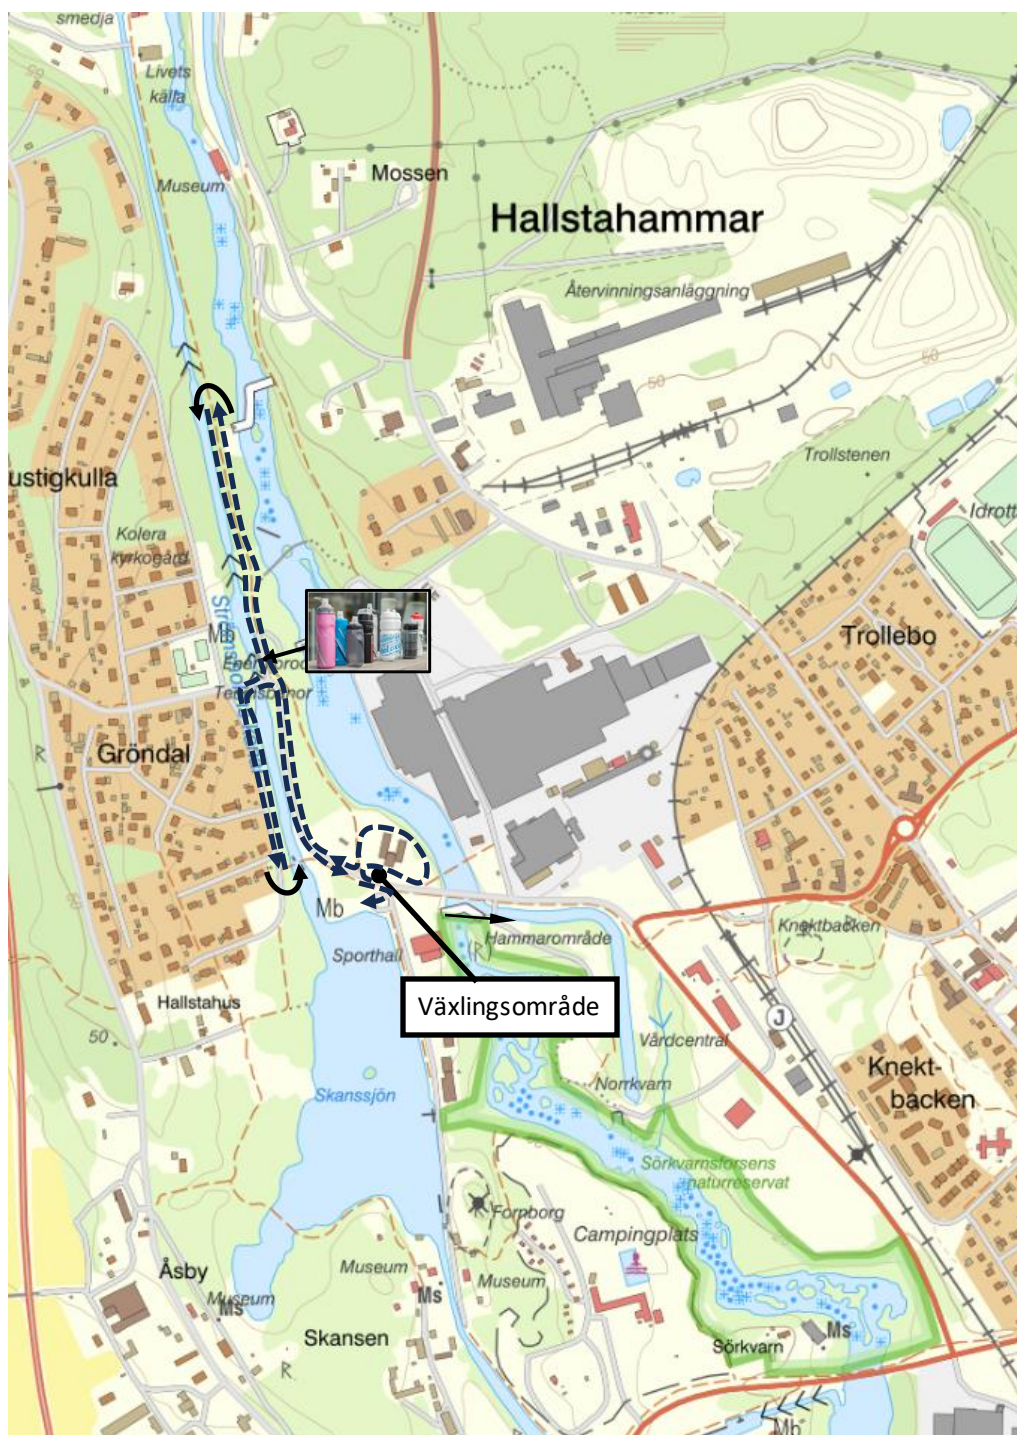 smedja
Livets
källa
Museum
Mossen
Hallstahammar
Återvinningsanläggning
50
50
Trollstenen
Idrott
ustigkulla
Kolera
kyrkogård
Mb
Trollebo
Gröndal
Mb
Sporthall
Hammarområde
(R)
Knektbacken
Växlingsområde
Hallstahus
50
J
Vårdcentral
Norrkvarn
Knekt-
backen
Skanssjön
Sörkvarnsforsens
naturreservat
Fornborg
Campingplats
Åsby
Museum
Museum
Museum
Ms
Ms
Skansen
R
R
Sörkvarn
Ms
Mb